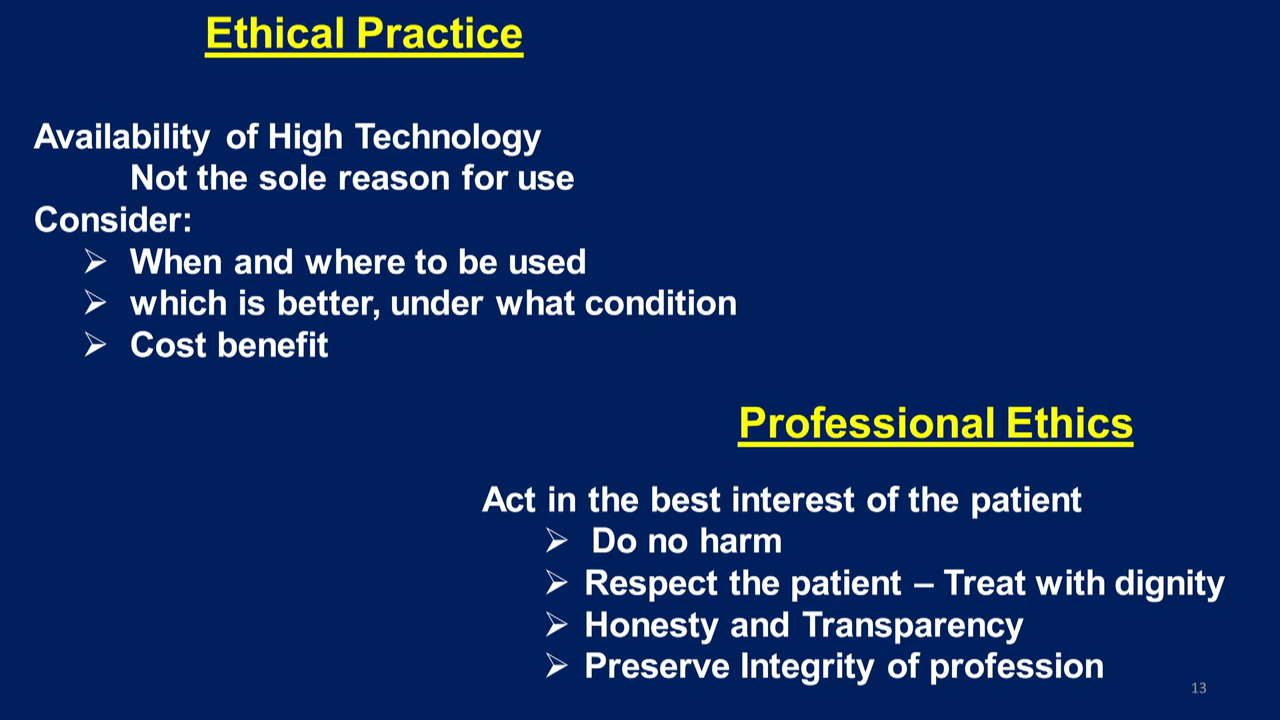 Ethical Practice
Availability of High Technology
Not the sole reason for use
Consider:
➢ When and where to be used
➢ which is better, under what condition
➢ Cost benefit
Professional Ethics
Act in the best interest of the patient
➢ Do no harm
➢ Respect the patient – Treat with dignity
➢ Honesty and Transparency
➢ Preserve Integrity of profession
13